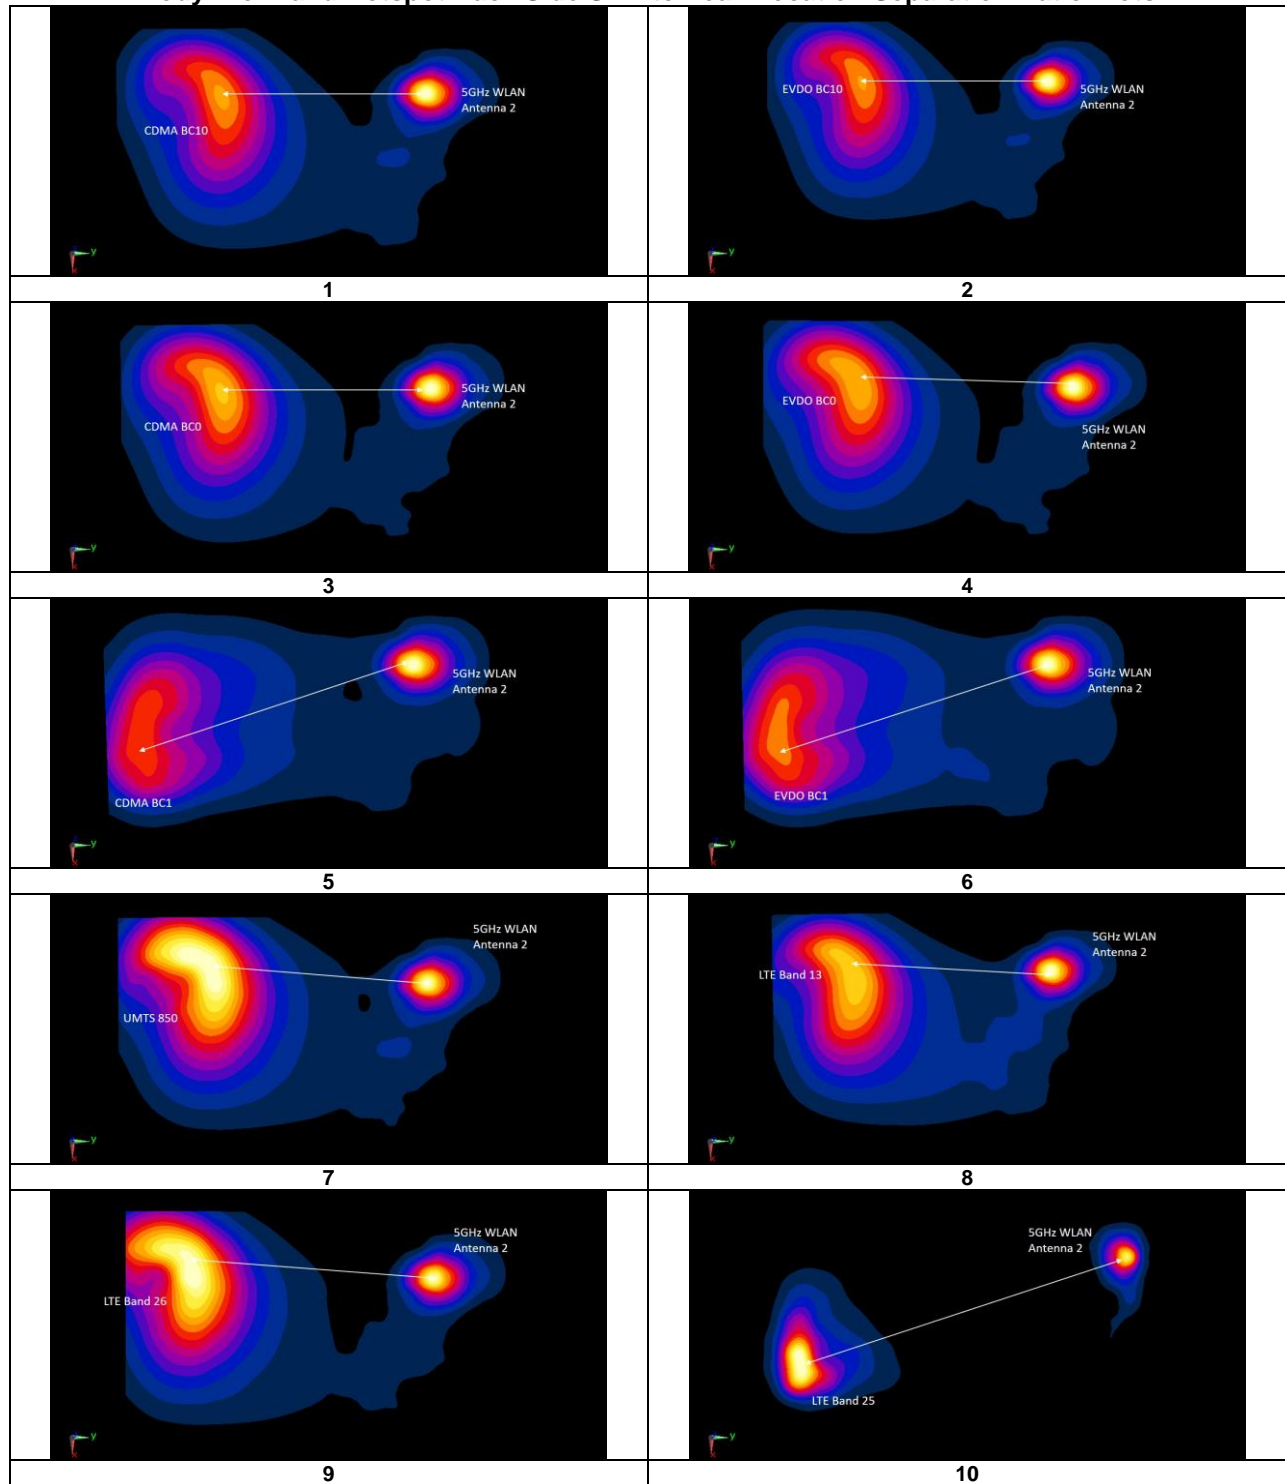 CDMA BC10
5GHz WLAN
Antenna 2
y
x
1
EVDO BC10
5GHz WLAN
Antenna 2
y
x
2
CDMA BC0
5GHz WLAN
Antenna 2
y
x
3
EVDO BC0
5GHz WLAN
Antenna 2
y
x
4
5GHz WLAN
Antenna 2
CDMA BC1
y
x
5
5GHz WLAN
Antenna 2
EVDO BC1
y
x
6
5GHz WLAN
Antenna 2
UMTS 850
y
x
7
5GHz WLAN
Antenna 2
LTE Band 13
y
x
8
5GHz WLAN
Antenna 2
LTE Band 26
y
x
9
5GHz WLAN
Antenna 2
LTE Band 25
y
x
10